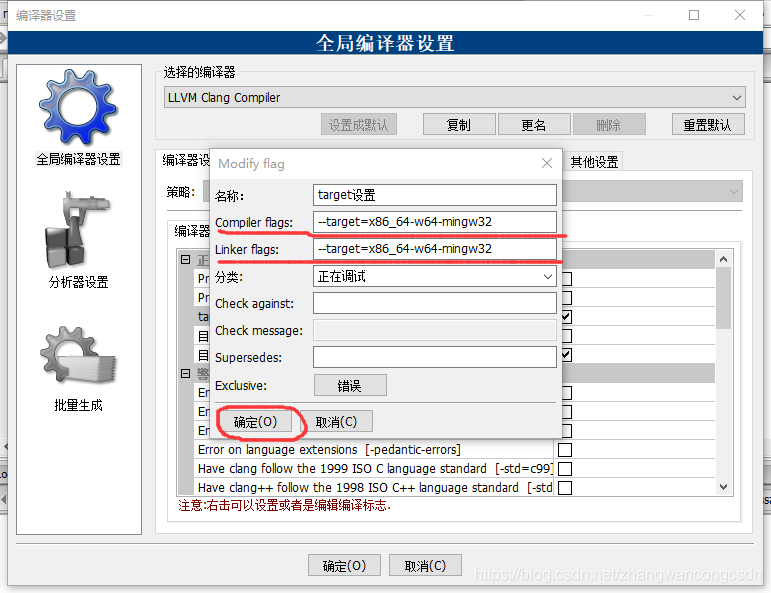 编译器设置
全局编译器设置
全局编译器设置
分析器设置
批量生成
选择的编译器
LLVM Clang Compiler
设置成默认 复制 更名 删除 重置默认
编译器设 其他设置
策略:
编译器
Modify flag
名称: target设置
Compiler flags: --target=x86_64-w64-mingw32
Linker flags: --target=x86_64-w64-mingw32
分类: 正在调试
Check against:
Check message:
Supersedes:
Exclusive: 错误
确定(O) 取消(C)
正
Pr
Pr
ta
目
目
警
Er
Er
Er
Error on language extensions [-pedantic-errors]
Have clang follow the 1999 ISO C language standard [-std=c99]
Have clang++ follow the 1998 ISO C++ language standard [-std
注意:右击可以设置或者是编辑编译标志.
确定(O) 取消(C)
https://blog.csdn.net/zhangwancongcsdn